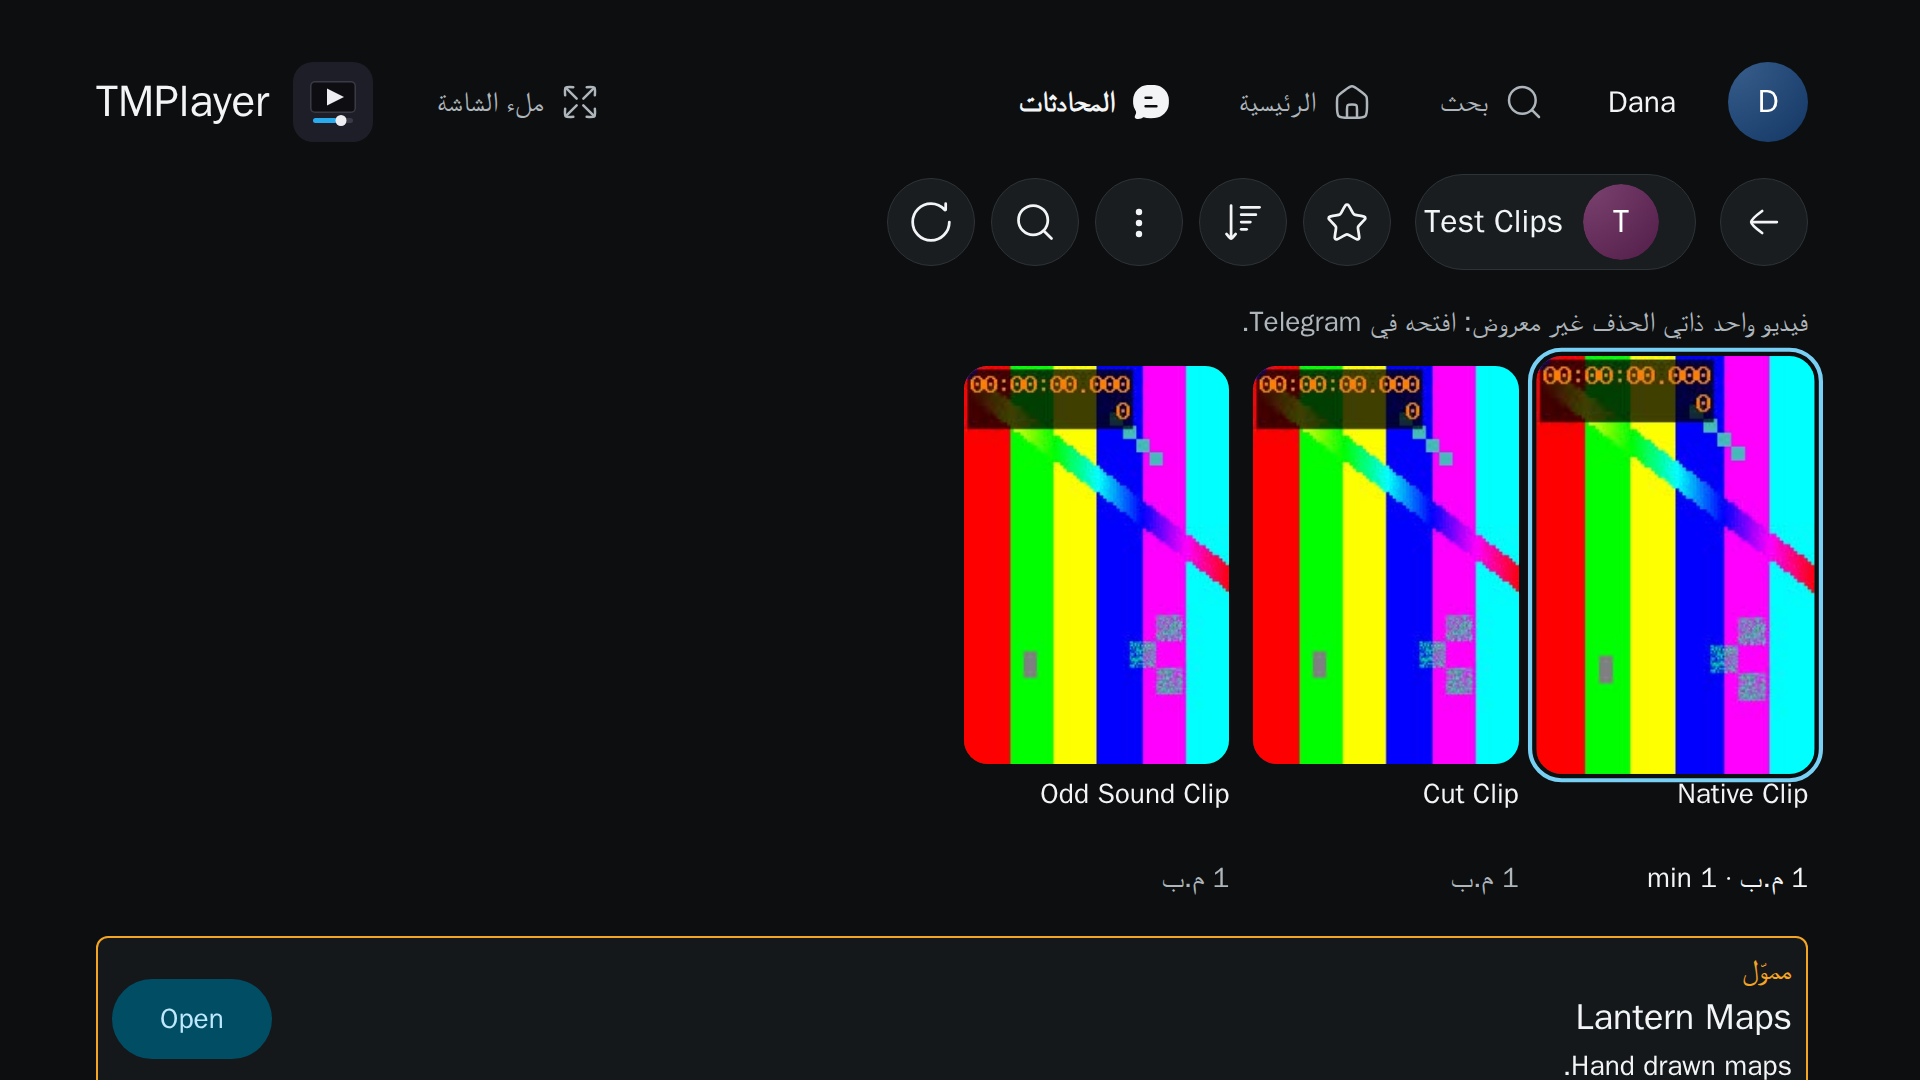 D
Dana
بحث
الرئيسية
المحادثات
ملء الشاشة
TMPlayer
T
Test Clips
فيديو واحد ذاتي الحذف غير معروض: افتحه في Telegram.
00:00:00.000
0
00:00:00.000
0
00:00:00.000
0
Native Clip
Cut Clip
Odd Sound Clip
1 م.ب · 1 min
1 م.ب
1 م.ب
مموّل
Lantern Maps
Hand drawn maps.
Open